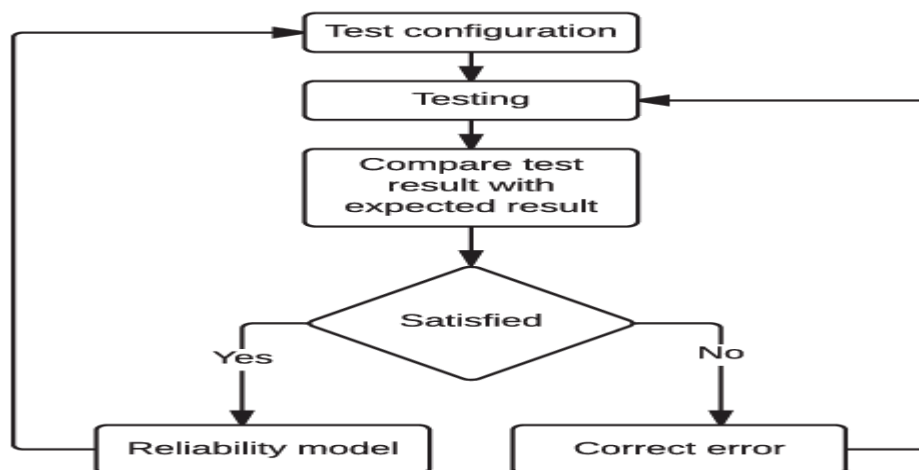 Test configuration
Testing
Compare test
result with
expected result
Satisfied
Yes
No
Reliability model
Correct error